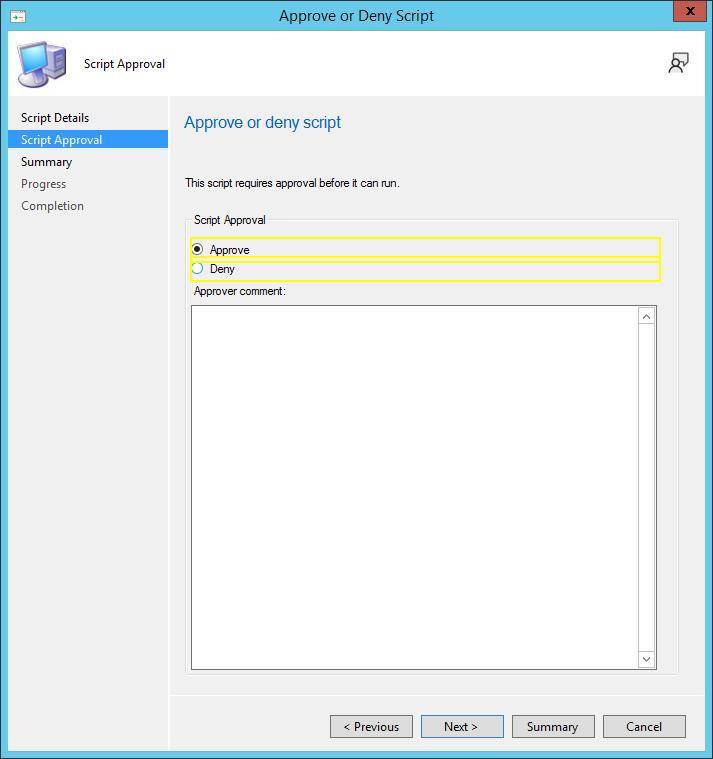 Approve or Deny Script
x
Script Approval
Script Details
Script Approval
Summary
Progress
Completion
Approve or deny script
This script requires approval before it can run.
Script Approval
Approve
Deny
Approver comment:
< Previous
Next >
Summary
Cancel